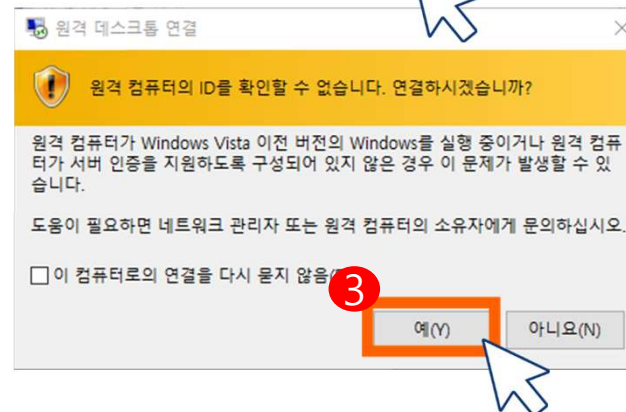 원격 데스크톱 연결
원격 컴퓨터의 ID를 확인할 수 없습니다. 연결하시겠습니까?
원격 컴퓨터가 Windows Vista 이전 버전의 Windows를 실행 중이거나 원격 컴퓨
터가 서버 인증을 지원하도록 구성되어 있지 않은 경우 이 문제가 발생할 수 있
습니다.
도움이 필요하면 네트워크 관리자 또는 원격 컴퓨터의 소유자에게 문의하십시오.
이 컴퓨터로의 연결을 다시 묻지 않음(
3
예(Y)
아니요(N)